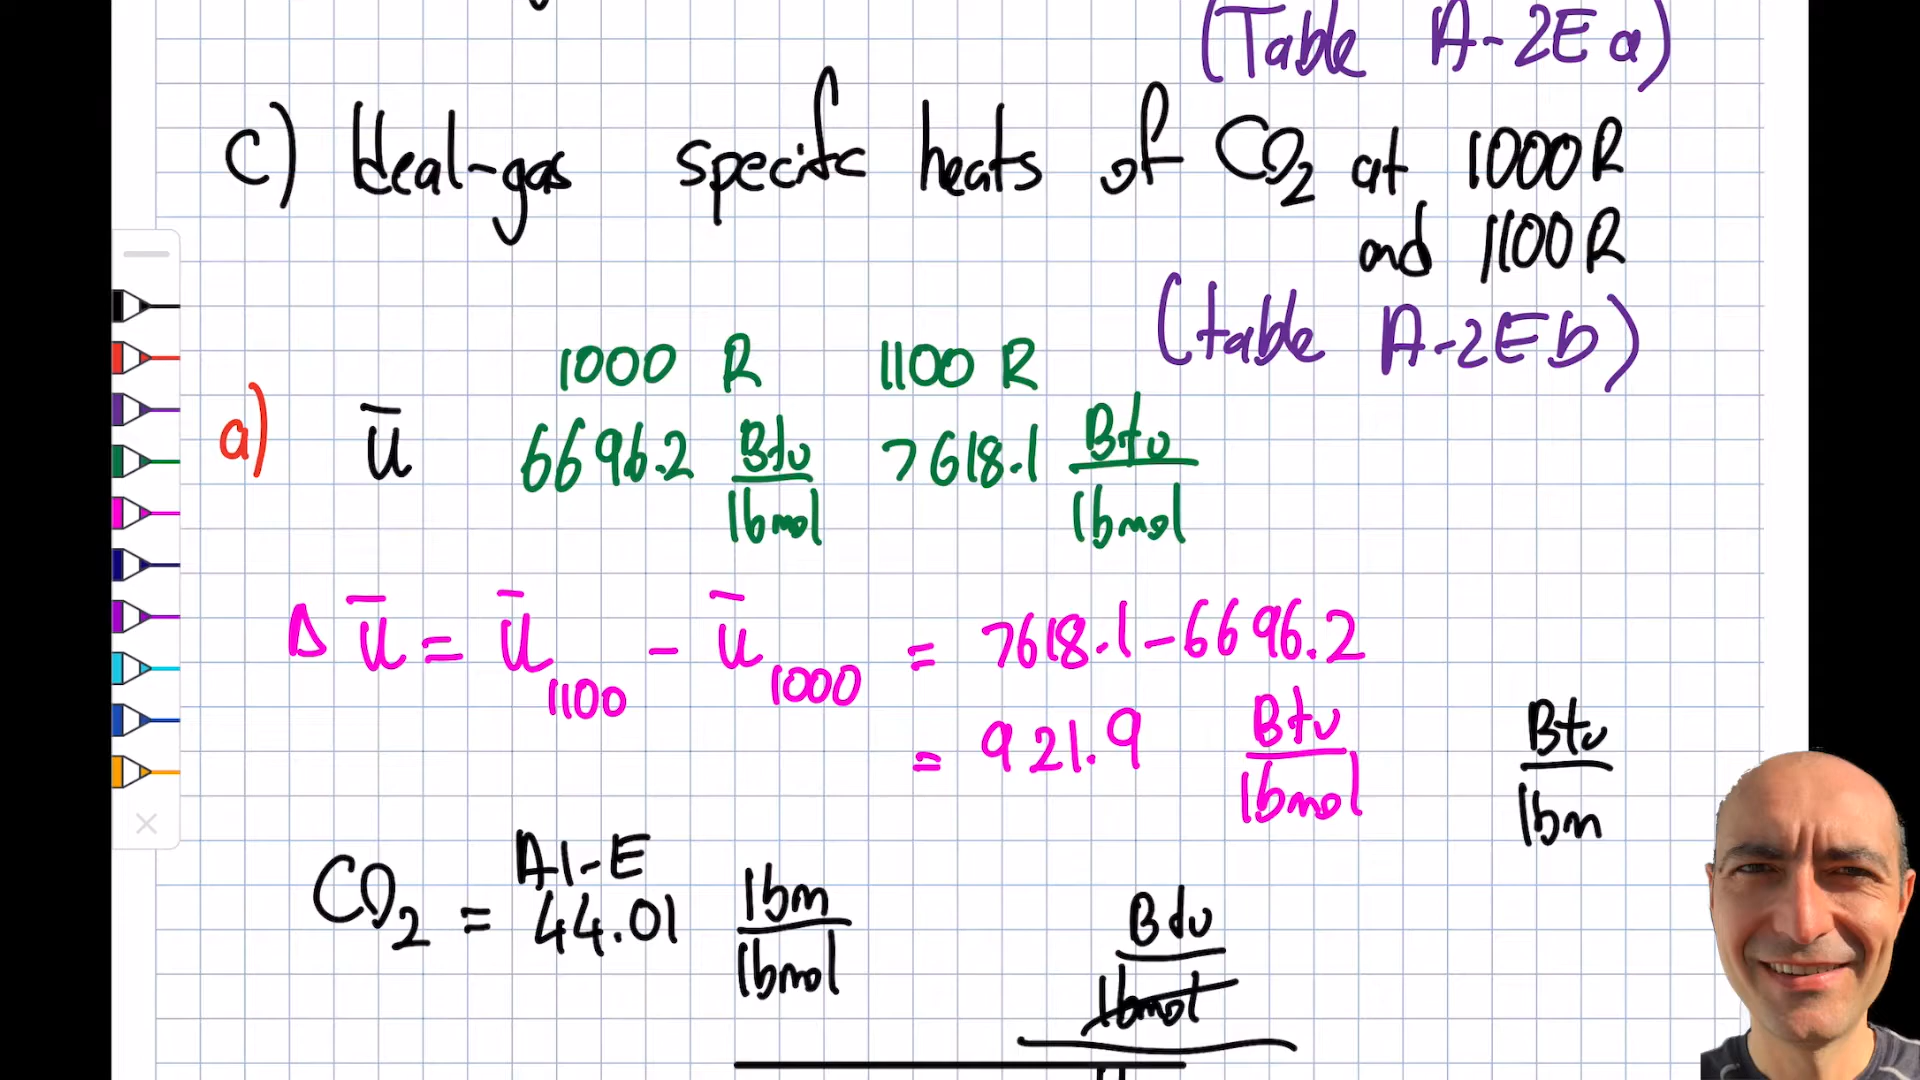 (Table A-2E a)
c) Ideal-gas specific heats of CO2 at 1000R
and 1100R
(table A-2Eb)
1000 R 1100 R
a) ū 6696.2 Btu/lbmol 7618.1 Btu/lbmol
Δū = ū1100 - ū1000 = 7618.1-6696.2
= 921.9 Btu/lbmol
Btu/lbm
A1-E
CO2 = 44.01 lbm/lbmol
Btu/lbmol